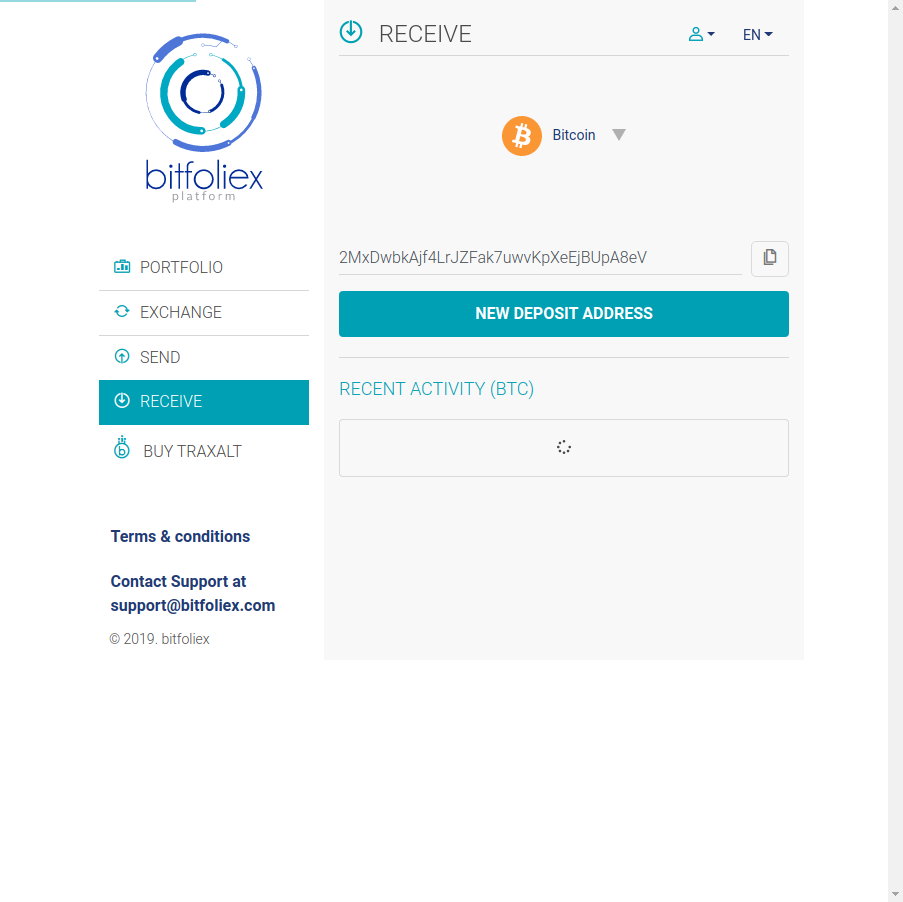 bitfoliex
platform
PORTFOLIO
EXCHANGE
SEND
RECEIVE
BUY TRAXALT
Terms & conditions
Contact Support at
support@bitfoliex.com
© 2019. bitfoliex
RECEIVE
EN
Bitcoin
2MxDwbkAjf4LrJZFak7uwvKpXeEjBUpA8eV
NEW DEPOSIT ADDRESS
RECENT ACTIVITY (BTC)